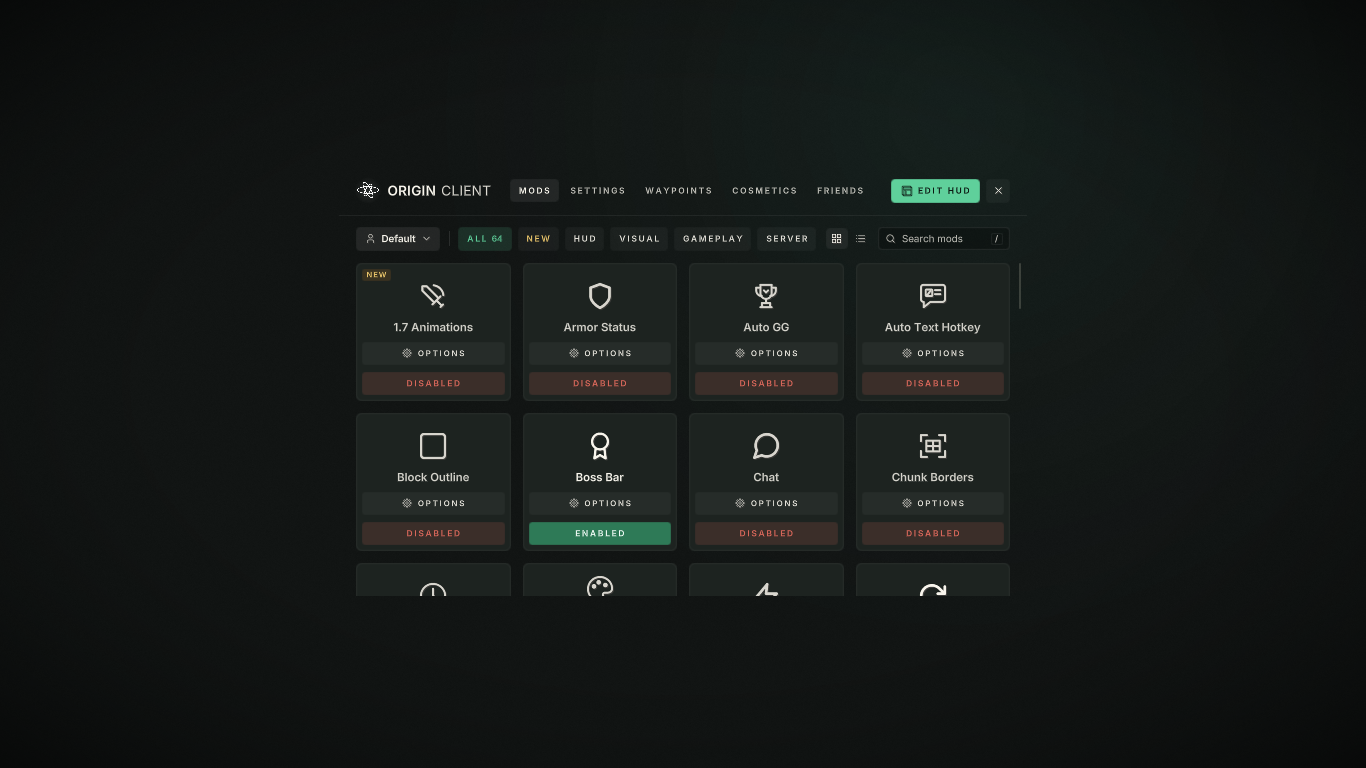 ORIGIN CLIENT MODS SETTINGS WAYPOINTS COSMETICS FRIENDS EDIT HUD
Default ALL 64 NEW HUD VISUAL GAMEPLAY SERVER Search mods /
NEW
1.7 Animations Armor Status Auto GG Auto Text Hotkey
OPTIONS OPTIONS OPTIONS OPTIONS
DISABLED DISABLED DISABLED DISABLED
Block Outline Boss Bar Chat Chunk Borders
OPTIONS OPTIONS OPTIONS OPTIONS
DISABLED ENABLED DISABLED DISABLED